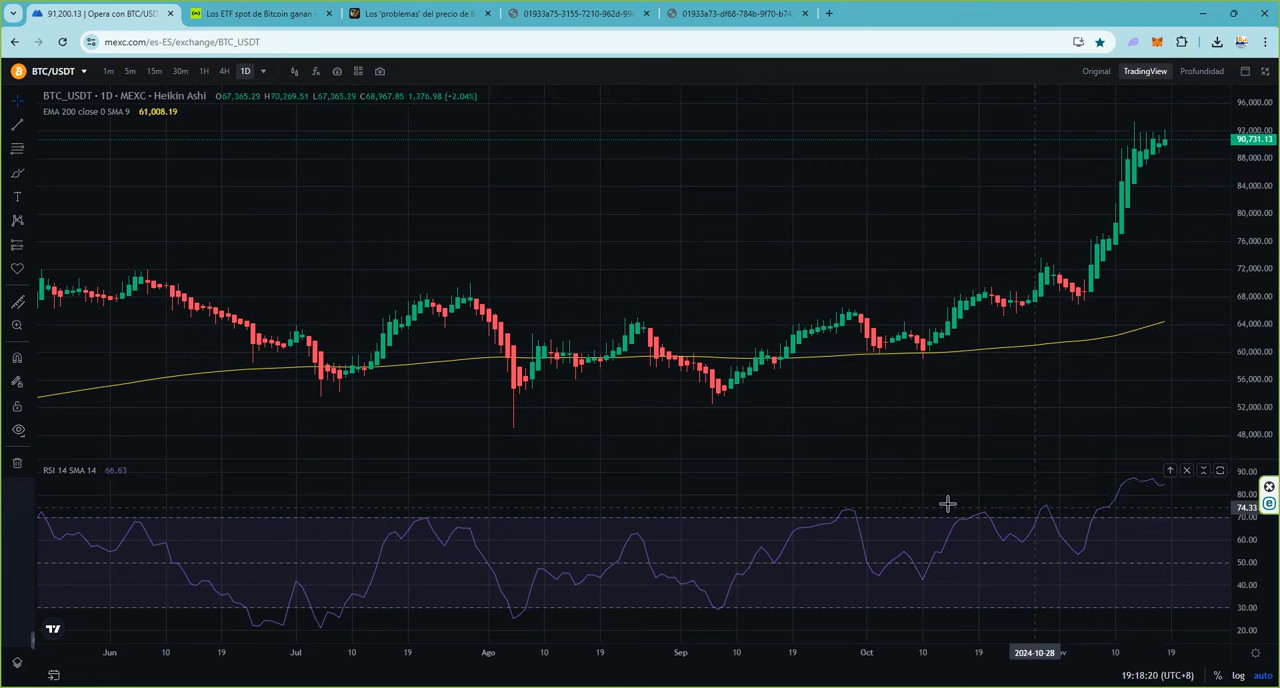 91,200.13 | Opera con BTC/USD
Los ETF spot de Bitcoin ganan
Los 'problemas' del precio de B
01933a75-3155-7210-962d-99
01933a73-df68-784b-9f70-b74
mexc.com/es-ES/exchange/BTC_USDT
BTC/USDT 1m 5m 15m 30m 1H 4H 1D Original TradingView Profundidad
BTC_USDT · 1D · MEXC · Heikin Ashi O67,365.29 H70,269.51 L67,365.29 C68,967.85 1,376.98 (+2.04%)
EMA 200 close 0 SMA 9 61,008.19
96,000.00
92,000.00
90,731.13
88,000.00
84,000.00
80,000.00
76,000.00
72,000.00
68,000.00
64,000.00
60,000.00
56,000.00
52,000.00
48,000.00
RSI 14 SMA 14 66.63
90.00
80.00
74.33
70.00
60.00
50.00
40.00
30.00
20.00
Jun 10 19 Jul 10 19 Ago 10 19 Sep 10 19 Oct 10 19 2024-10-28 10 19
19:18:20 (UTC+8) % log auto